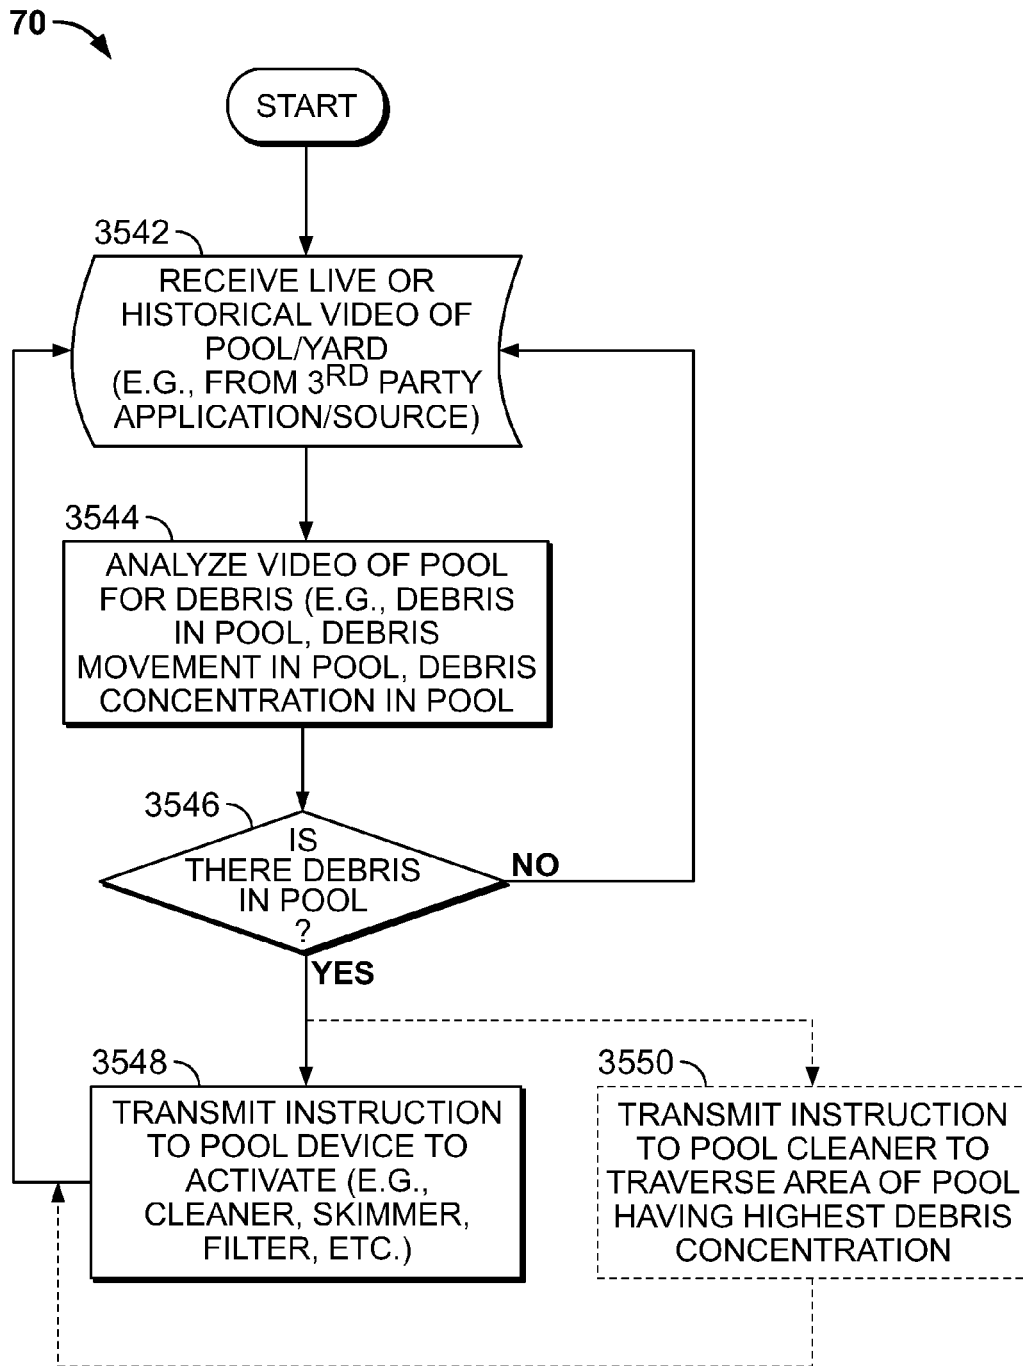 70
START
3542
RECEIVE LIVE OR
HISTORICAL VIDEO OF
POOL/YARD
(E.G., FROM 3RD PARTY
APPLICATION/SOURCE)
3544
ANALYZE VIDEO OF POOL
FOR DEBRIS (E.G., DEBRIS
IN POOL, DEBRIS
MOVEMENT IN POOL, DEBRIS
CONCENTRATION IN POOL
3546
IS
THERE DEBRIS
IN POOL
?
NO
YES
3548
TRANSMIT INSTRUCTION
TO POOL DEVICE TO
ACTIVATE (E.G.,
CLEANER, SKIMMER,
FILTER, ETC.)
3550
TRANSMIT INSTRUCTION
TO POOL CLEANER TO
TRAVERSE AREA OF POOL
HAVING HIGHEST DEBRIS
CONCENTRATION